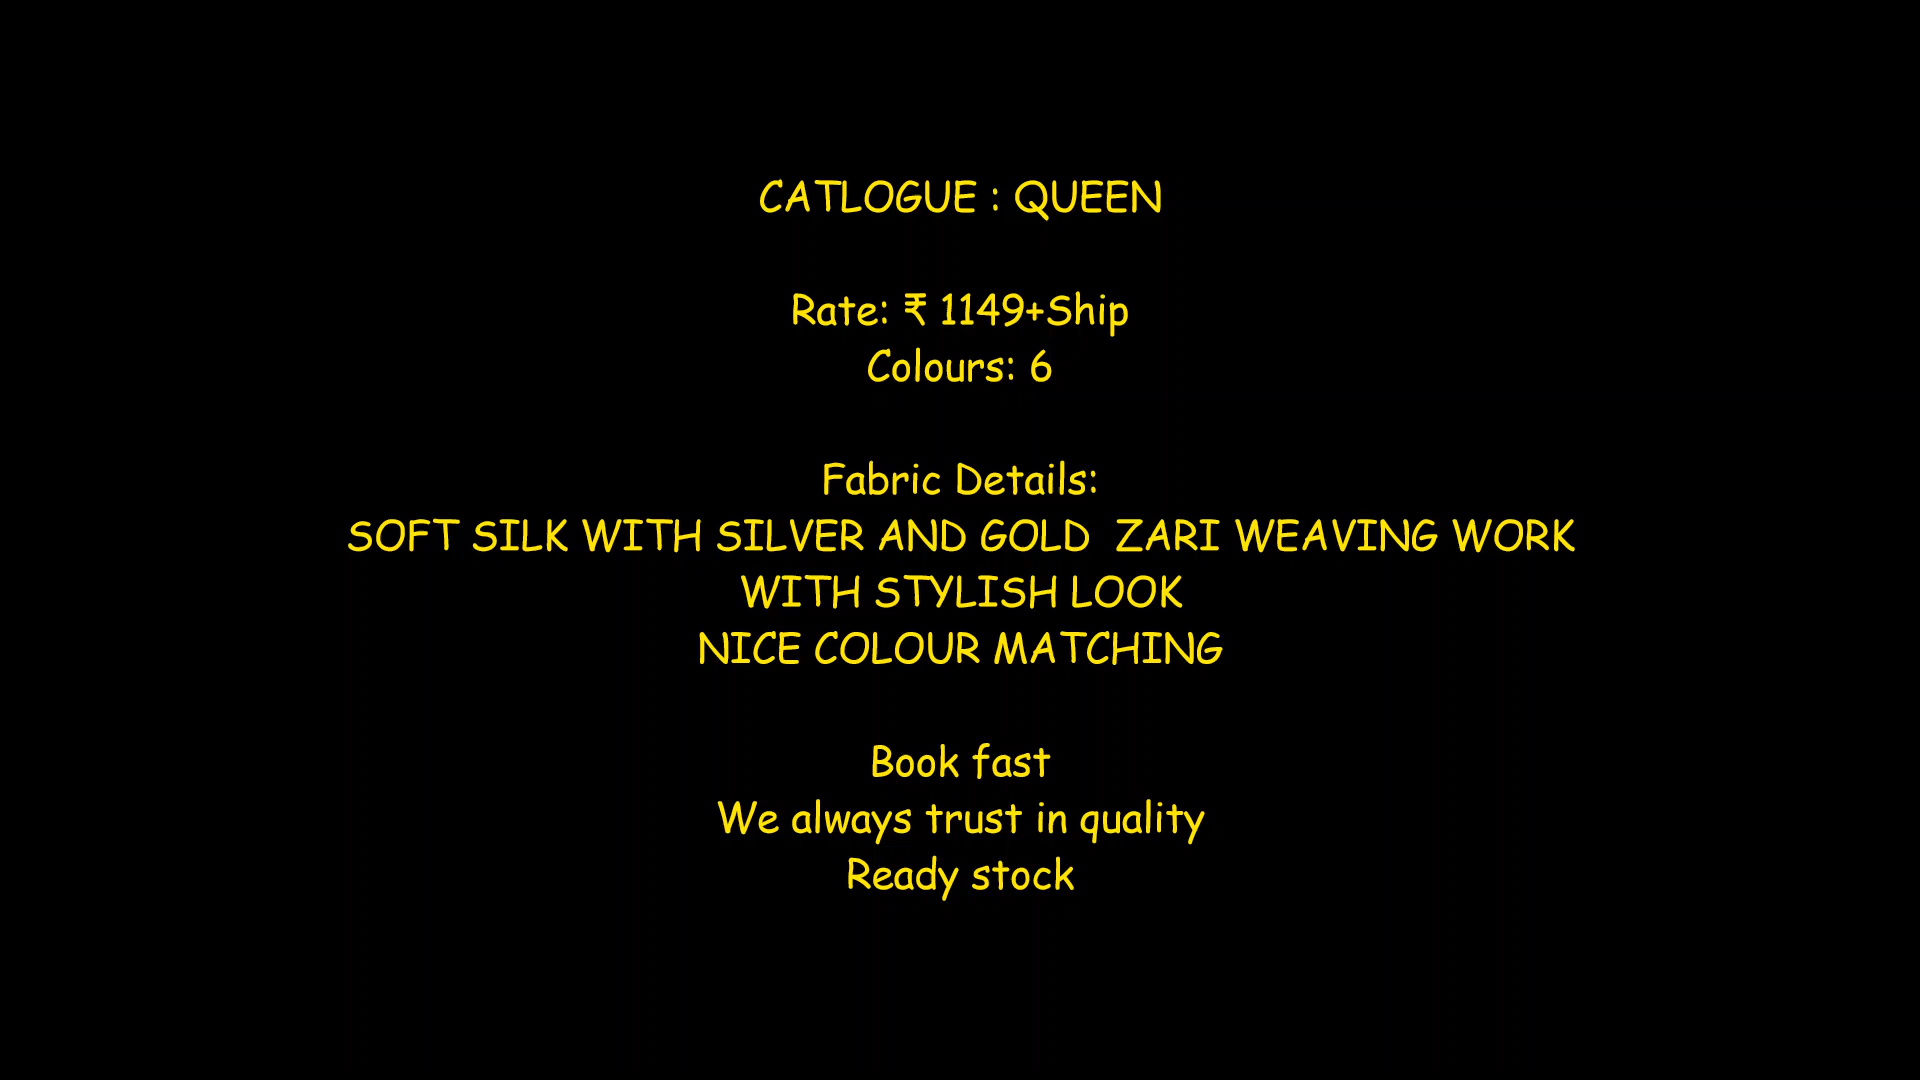 CATLOGUE : QUEEN
Rate: ₹ 1149+Ship
Colours: 6
Fabric Details:
SOFT SILK WITH SILVER AND GOLD  ZARI WEAVING WORK
WITH STYLISH LOOK
NICE COLOUR MATCHING
Book fast
We always trust in quality
Ready stock